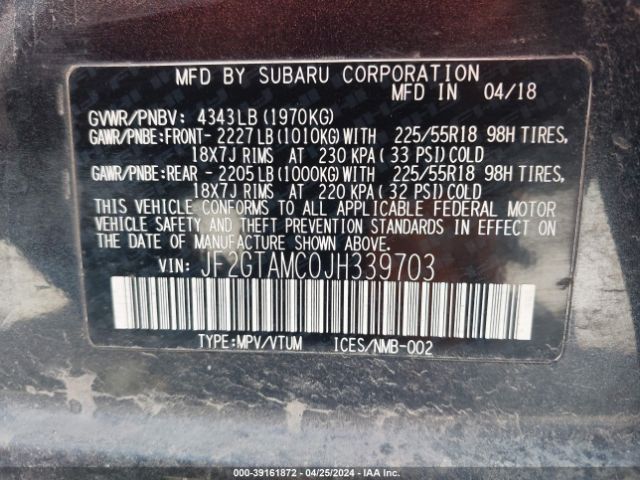 MFD BY SUBARU CORPORATION
MFD IN 04/18
GVWR/PNBV: 4343LB (1970KG)
GAWR/PNBE:FRONT- 2227LB (1010KG) WITH 225/55R18 98H TIRES,
18X7J RIMS AT 230 KPA ( 33 PSI) COLD
GAWR/PNBE:REAR - 2205LB (1000KG) WITH 225/55R18 98H TIRES,
18X7J RIMS AT 220 KPA ( 32 PSI) COLD
THIS VEHICLE CONFORMS TO ALL APPLICABLE FEDERAL MOTOR
VEHICLE SAFETY AND THEFT PREVENTION STANDARDS IN EFFECT ON
THE DATE OF MANUFACTURE SHOWN ABOVE.
VIN: JF2GTAMC0JH339703
TYPE:MPV/VTUM ICES/NMB-002
000-39161872 - 04/25/2024 - IAA Inc.